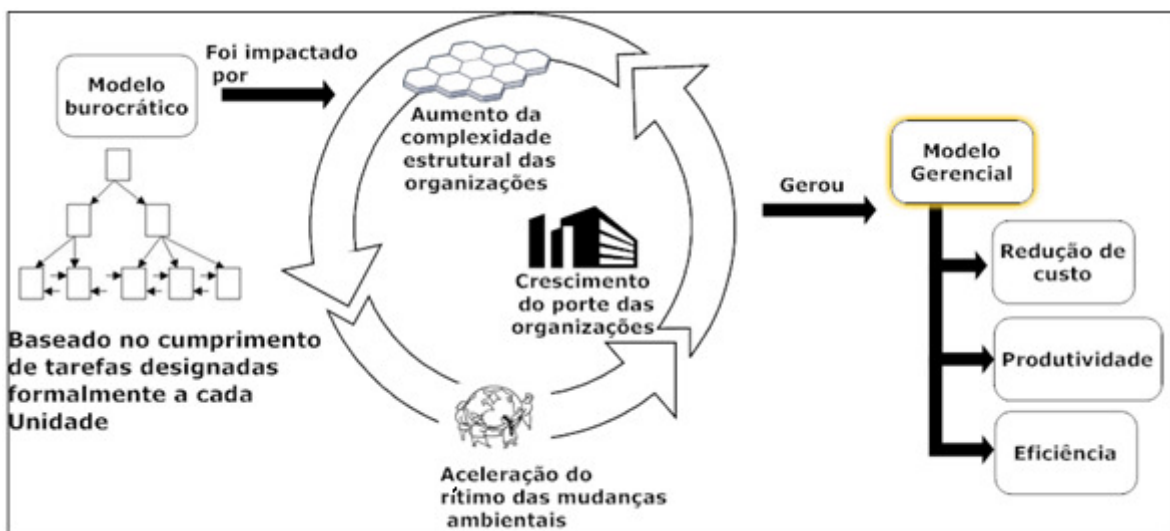 Modelo
burocrático
Foi impactado
por
Baseado no cumprimento
de tarefas designadas
formalmente a cada
Unidade
Aumento da
complexidade
estrutural das
organizações
Crescimento
do porte das
organizações
Aceleração do
rítimo das mudanças
ambientais
Gerou
Modelo
Gerencial
Redução de
custo
Produtividade
Eficiência